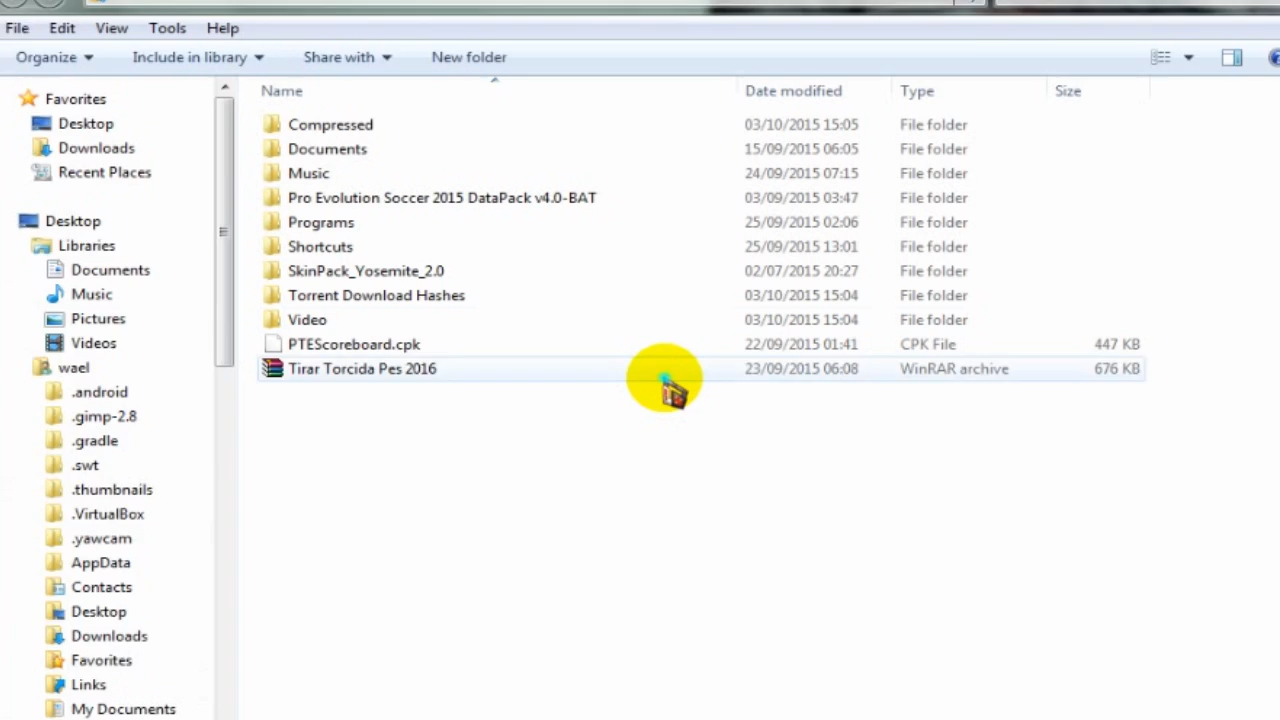 File Edit View Tools Help
Organize Include in library Share with New folder
Name Date modified Type Size
Favorites
Desktop
Downloads
Recent Places
Desktop
Libraries
Documents
Music
Pictures
Videos
wael
.android
.gimp-2.8
.gradle
.swt
.thumbnails
.VirtualBox
.yawcam
AppData
Contacts
Desktop
Downloads
Favorites
Links
My Documents
Compressed 03/10/2015 15:05 File folder
Documents 15/09/2015 06:05 File folder
Music 24/09/2015 07:15 File folder
Pro Evolution Soccer 2015 DataPack v4.0-BAT 03/09/2015 03:47 File folder
Programs 25/09/2015 02:06 File folder
Shortcuts 25/09/2015 13:01 File folder
SkinPack_Yosemite_2.0 02/07/2015 20:27 File folder
Torrent Download Hashes 03/10/2015 15:04 File folder
Video 03/10/2015 15:04 File folder
PTEScoreboard.cpk 22/09/2015 01:41 CPK File 447 KB
Tirar Torcida Pes 2016 23/09/2015 06:08 WinRAR archive 676 KB